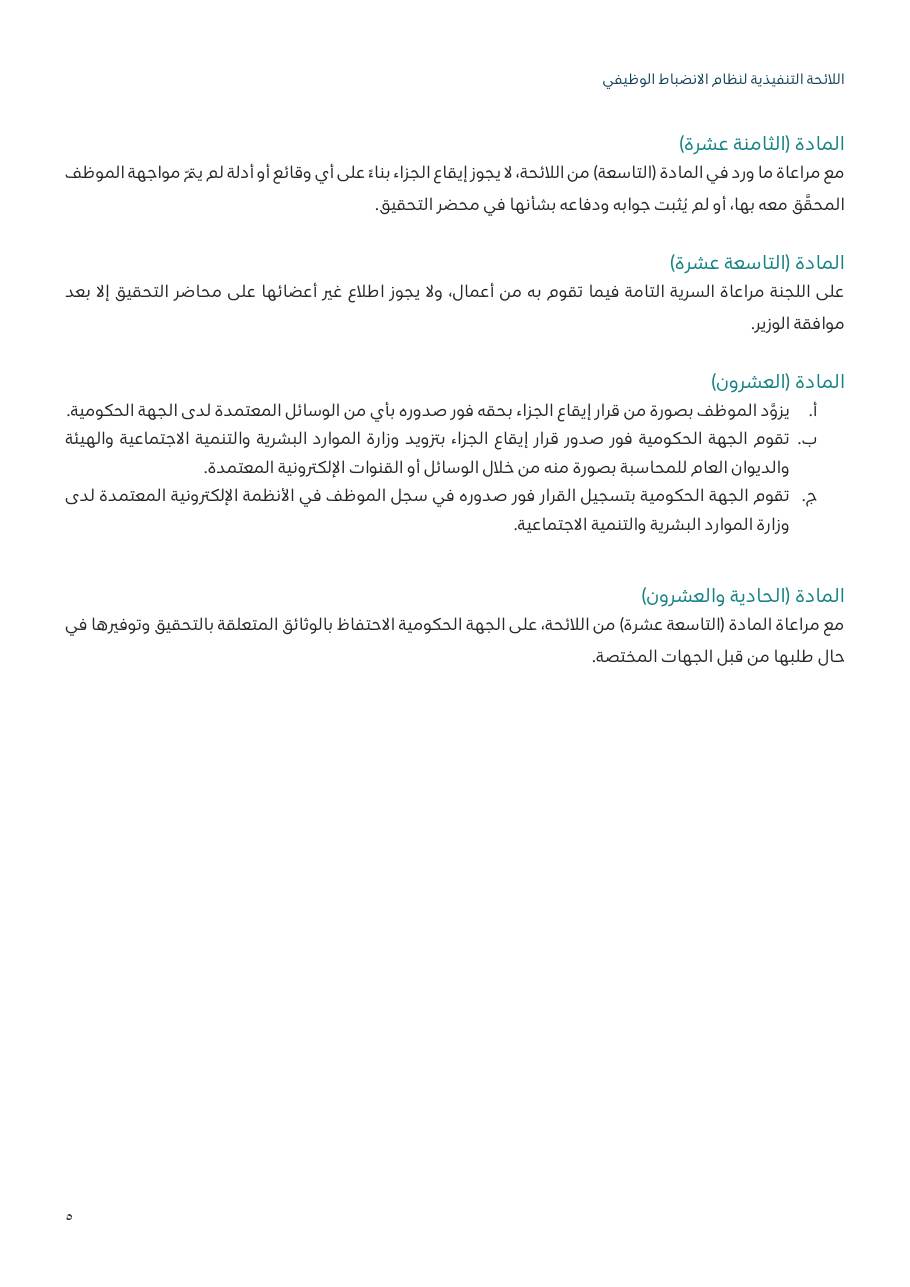 اللائحة التنفيذية لنظام الانضباط الوظيفي
المادة (الثامنة عشرة)
مع مراعاة ما ورد في المادة (التاسعة) من اللائحة، لا يجوز إيقاع الجزاء بناءً على أي وقائع أو أدلة لم يتمّ مواجهة الموظف
المحقَّق معه بها، أو لم يُثبت جوابه ودفاعه بشأنها في محضر التحقيق.
المادة (التاسعة عشرة)
على اللجنة مراعاة السرية التامة فيما تقوم به من أعمال، ولا يجوز اطلاع غير أعضائها على محاضر التحقيق إلا بعد
موافقة الوزير.
المادة (العشرون)
أ. يزوَّد الموظف بصورة من قرار إيقاع الجزاء بحقه فور صدوره بأي من الوسائل المعتمدة لدى الجهة الحكومية.
ب. تقوم الجهة الحكومية فور صدور قرار إيقاع الجزاء بتزويد وزارة الموارد البشرية والتنمية الاجتماعية والهيئة
والديوان العام للمحاسبة بصورة منه من خلال الوسائل أو القنوات الإلكترونية المعتمدة.
ج. تقوم الجهة الحكومية بتسجيل القرار فور صدوره في سجل الموظف في الأنظمة الإلكترونية المعتمدة لدى
وزارة الموارد البشرية والتنمية الاجتماعية.
المادة (الحادية والعشرون)
مع مراعاة المادة (التاسعة عشرة) من اللائحة، على الجهة الحكومية الاحتفاظ بالوثائق المتعلقة بالتحقيق وتوفيرها في
حال طلبها من قبل الجهات المختصة.
٥